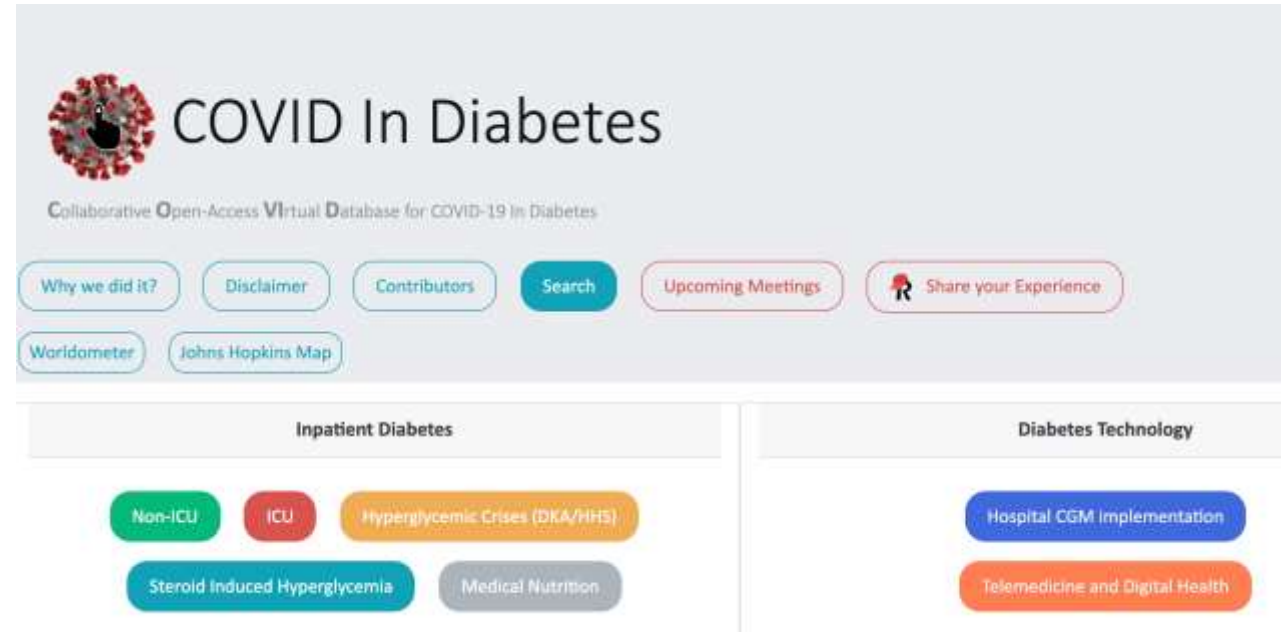 COVID In Diabetes
Collaborative Open-Access VIrtual Database for COVID-19 In Diabetes
Why we did it? Disclaimer Contributors Search Upcoming Meetings Share your Experience
Worldometer Johns Hopkins Map
Inpatient Diabetes Diabetes Technology
Non-ICU ICU Hyperglycemic Crises (DKA/HHS) Hospital CGM Implementation
Steroid Induced Hyperglycemia Medical Nutrition Telemedicine and Digital Health